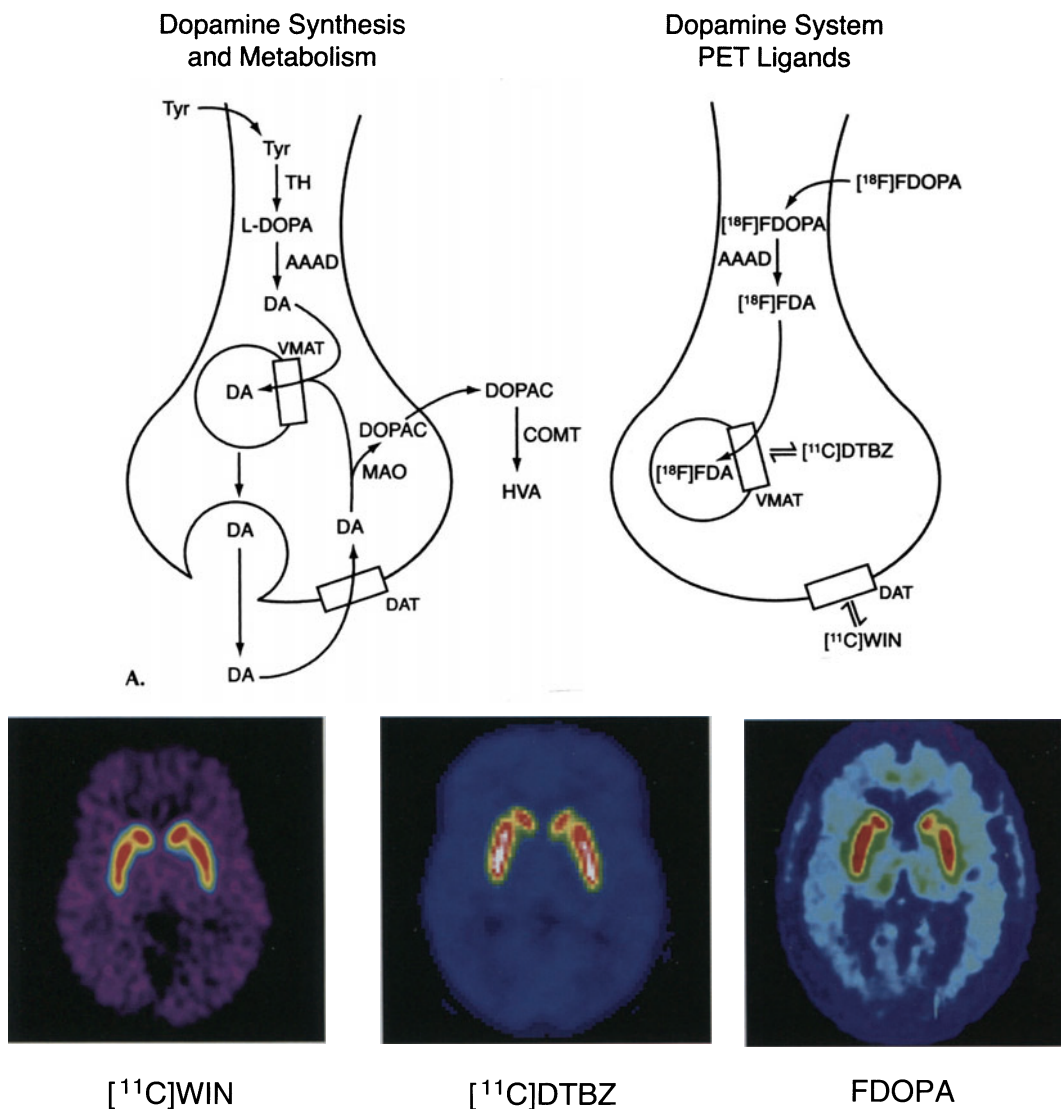 Dopamine Synthesis
and Metabolism
Tyr
Tyr
TH
L-DOPA
AAAD
DA
VMAT
DA
DOPAC
DOPAC
COMT
HVA
MAO
DA
DA
DAT
DA
A.
Dopamine System
PET Ligands
[¹⁸F]FDOPA
[¹⁸F]FDOPA
AAAD
[¹⁸F]FDA
[¹⁸F]FDA
[¹¹C]DTBZ
VMAT
DAT
[¹¹C]WIN
[¹¹C]WIN
[¹¹C]DTBZ
FDOPA